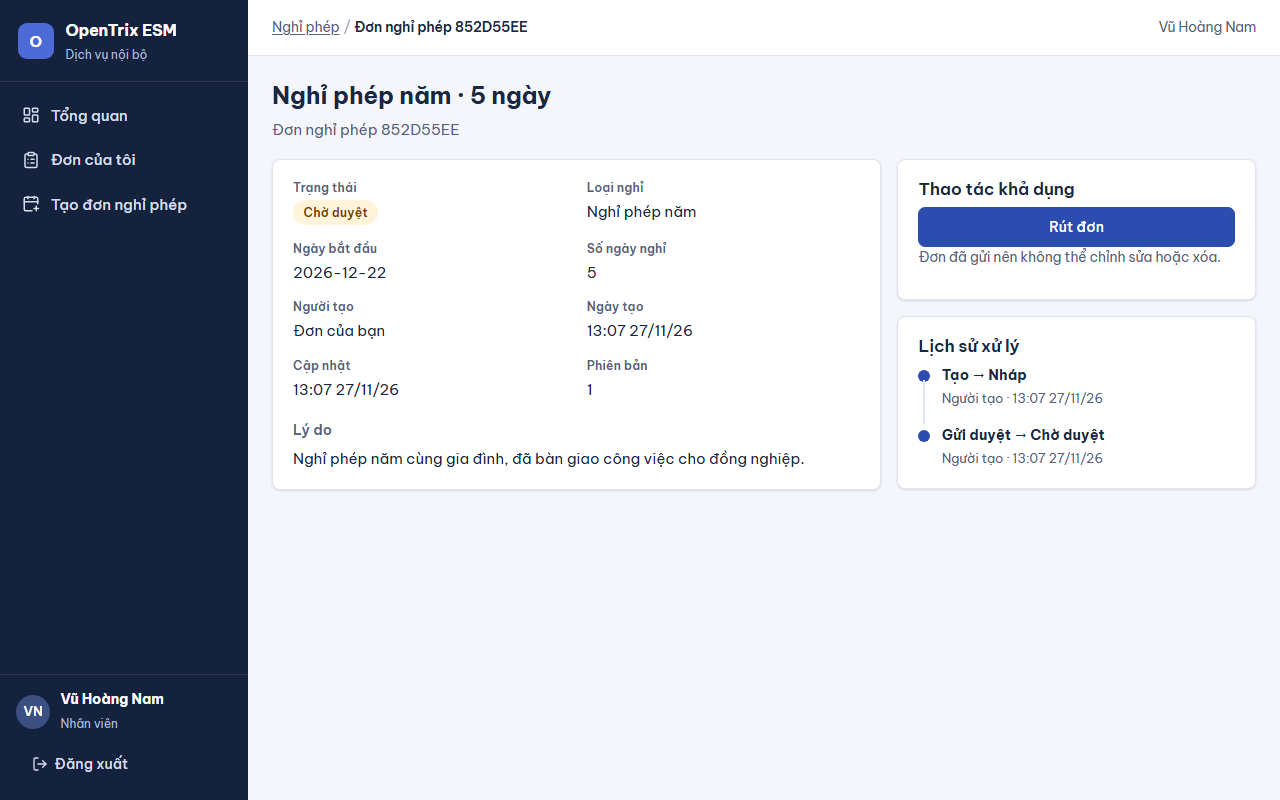 O
OpenTrix ESM
Dịch vụ nội bộ
Tổng quan
Đơn của tôi
Tạo đơn nghỉ phép
VN
Vũ Hoàng Nam
Nhân viên
Đăng xuất
Nghỉ phép / Đơn nghỉ phép 852D55EE
Vũ Hoàng Nam
Nghỉ phép năm · 5 ngày
Đơn nghỉ phép 852D55EE
Trạng thái
Chờ duyệt
Loại nghỉ
Nghỉ phép năm
Ngày bắt đầu
2026-12-22
Số ngày nghỉ
5
Người tạo
Đơn của bạn
Ngày tạo
13:07 27/11/26
Cập nhật
13:07 27/11/26
Phiên bản
1
Lý do
Nghỉ phép năm cùng gia đình, đã bàn giao công việc cho đồng nghiệp.
Thao tác khả dụng
Rút đơn
Đơn đã gửi nên không thể chỉnh sửa hoặc xóa.
Lịch sử xử lý
Tạo → Nháp
Người tạo · 13:07 27/11/26
Gửi duyệt → Chờ duyệt
Người tạo · 13:07 27/11/26